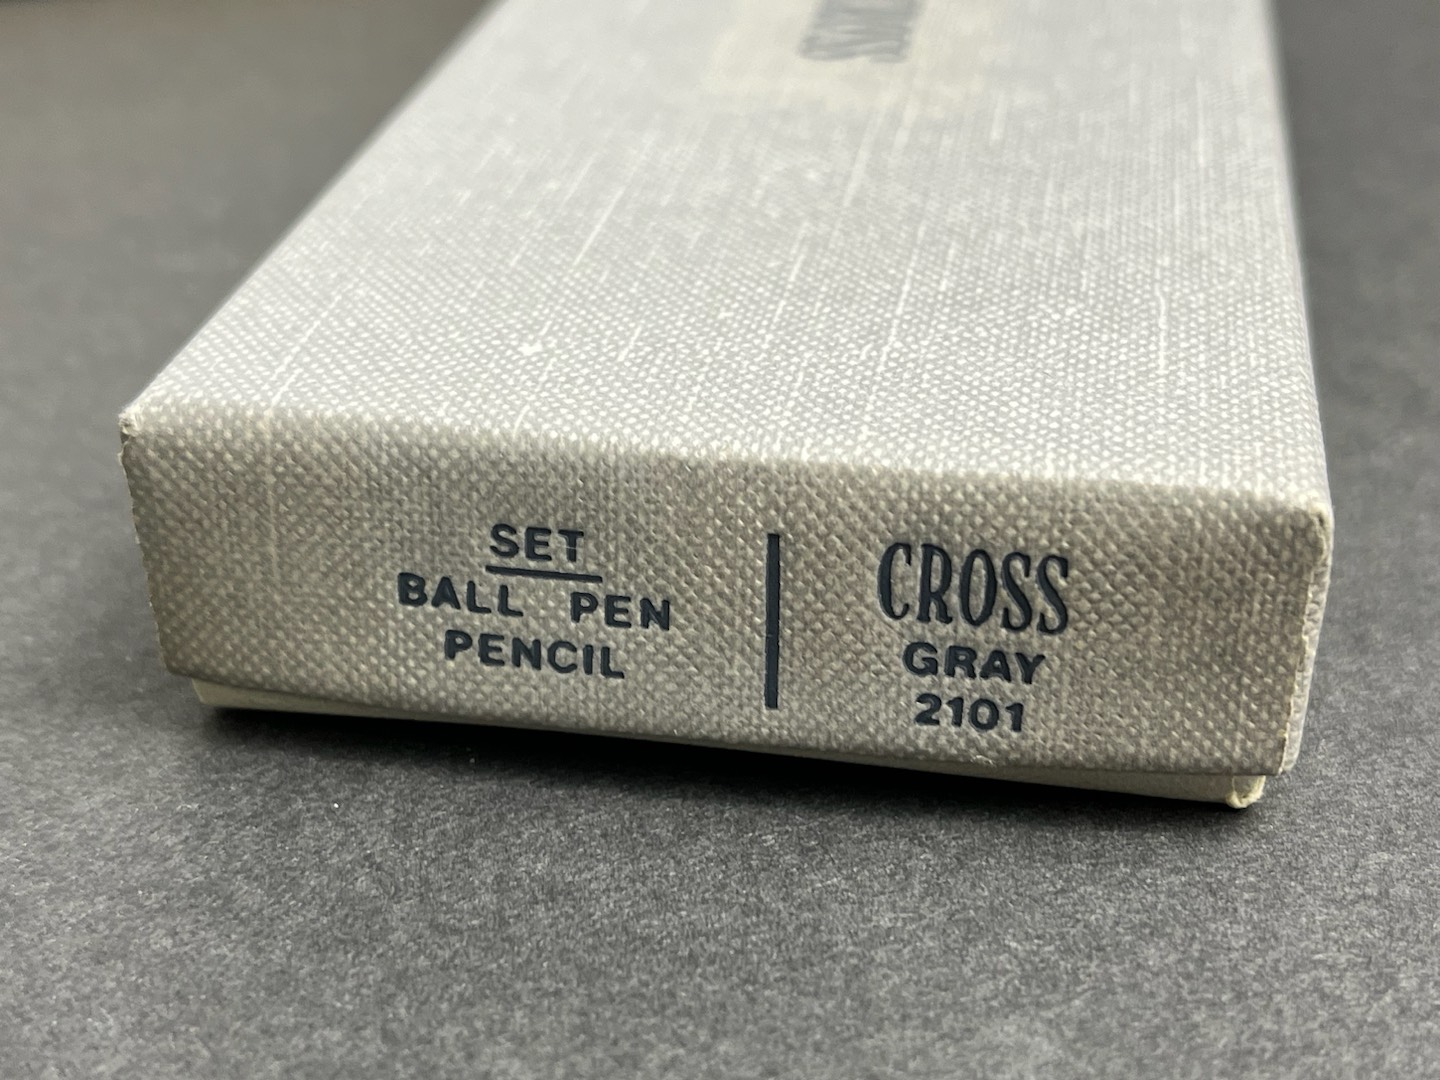 SET
BALL PEN
PENCIL
CROSS
GRAY
2101